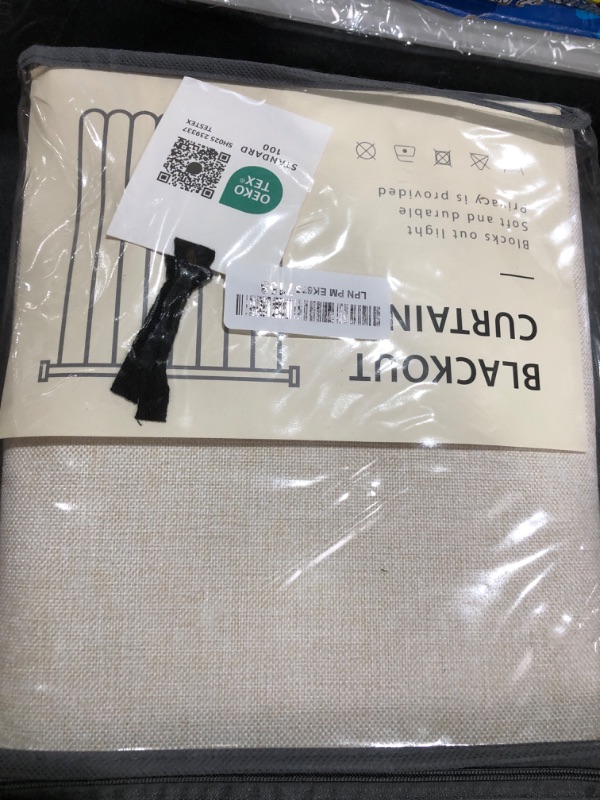 BLACKOUT
CURTAIN
Blocks out light
Soft and durable
Privacy is provided
LPN PM
OEKO
TEX®
STANDARD
100
SH025 239337
TESTEX